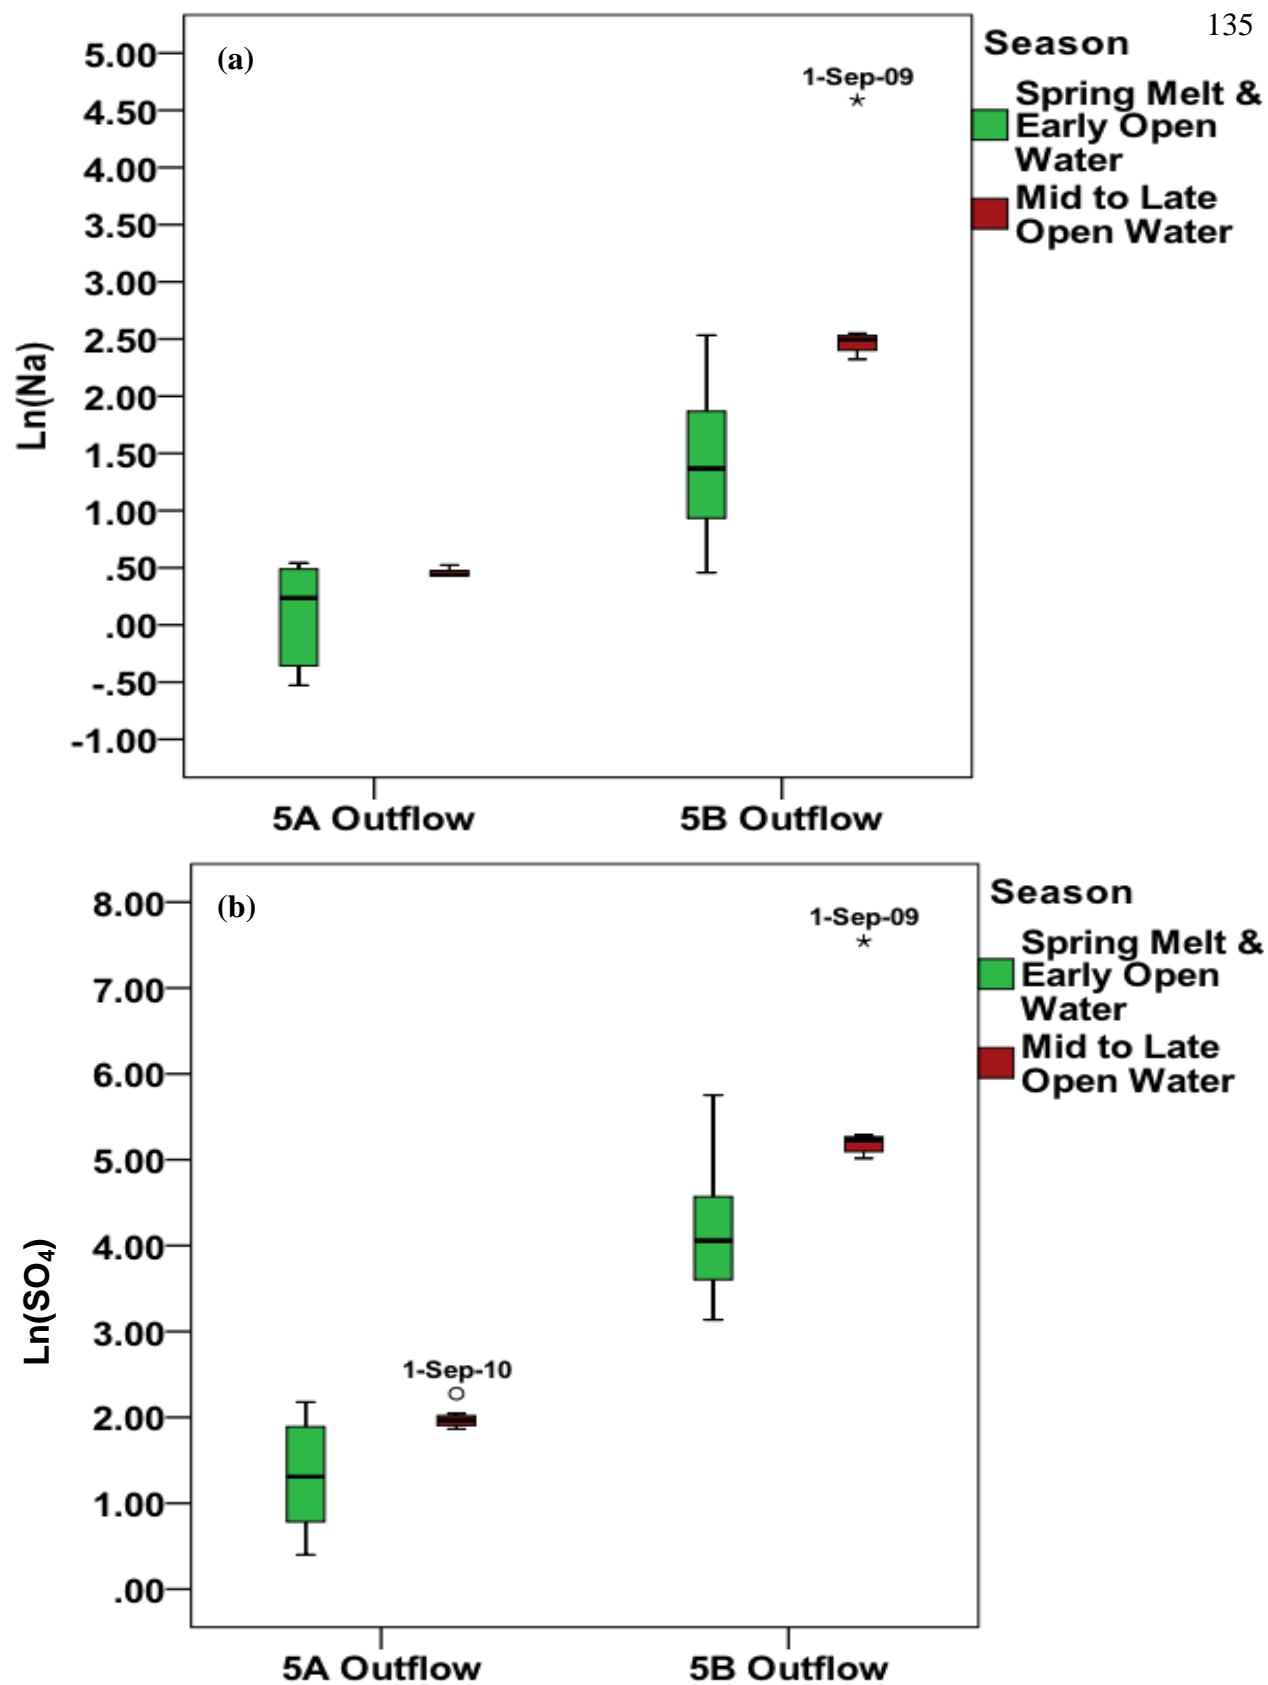 135
(a)
Ln(Na)
5.00
4.50
4.00
3.50
3.00
2.50
2.00
1.50
1.00
.50
.00
-.50
-1.00
1-Sep-09
*
5A Outflow
5B Outflow
Season
Spring Melt &
Early Open
Water
Mid to Late
Open Water
(b)
Ln(SO₄)
8.00
7.00
6.00
5.00
4.00
3.00
2.00
1.00
.00
1-Sep-09
*
1-Sep-10
5A Outflow
5B Outflow
Season
Spring Melt &
Early Open
Water
Mid to Late
Open Water